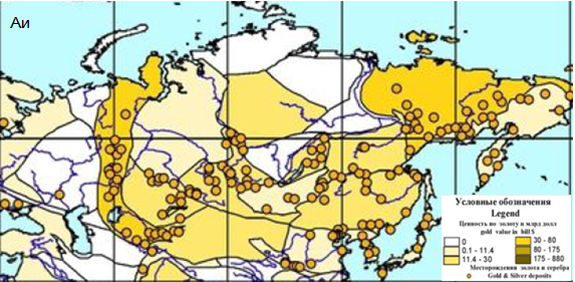 Аи
Условные обозначения
Legend
Ценность по золоту и млрд долл
gold value in bill $
0
0.1 - 11.4
11.4 - 30
30 - 80
80 - 175
175 - 880
Месторождения золота и серебра
Gold & Silver deposits